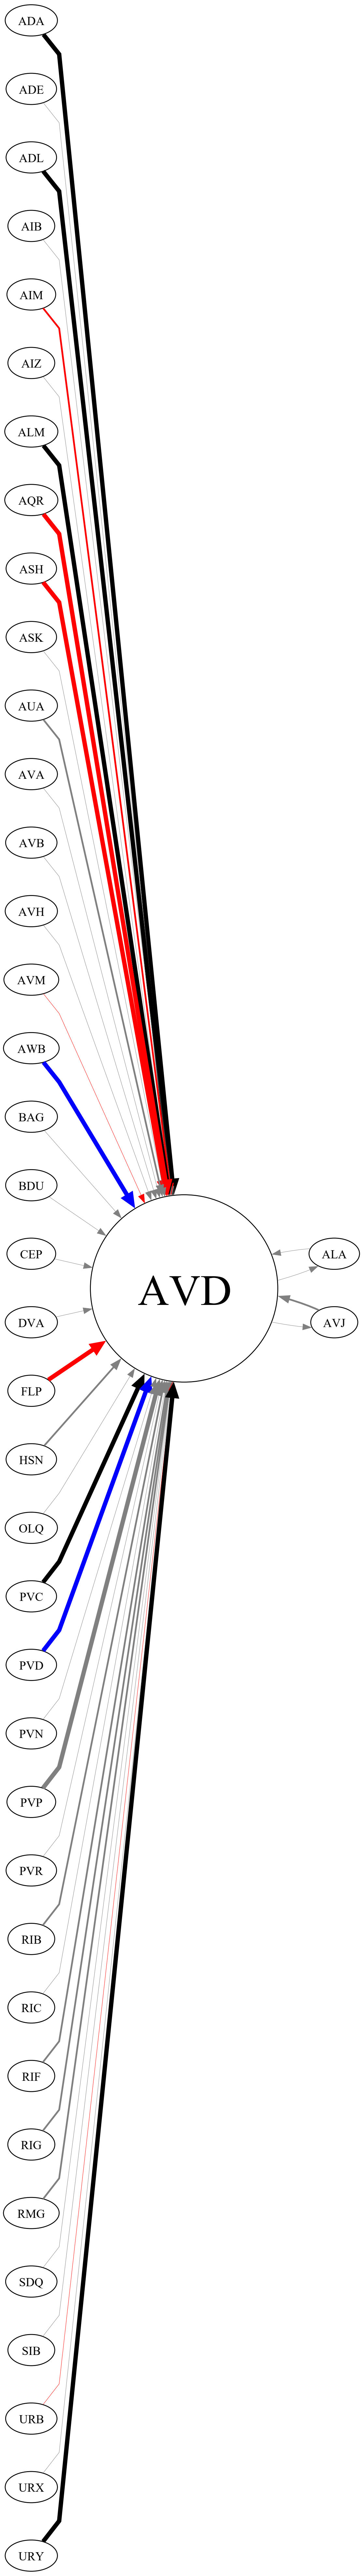 ADA
ADE
ADL
AIB
AIM
AIZ
ALM
AQR
ASH
ASK
AUA
AVA
AVB
AVH
AVM
AWB
BAG
BDU
CEP
DVA
FLP
HSN
OLQ
PVC
PVD
PVN
PVP
PVR
RIB
RIC
RIF
RIG
RMG
SDQ
SIB
URB
URX
URY
AVD
ALA
AVJ